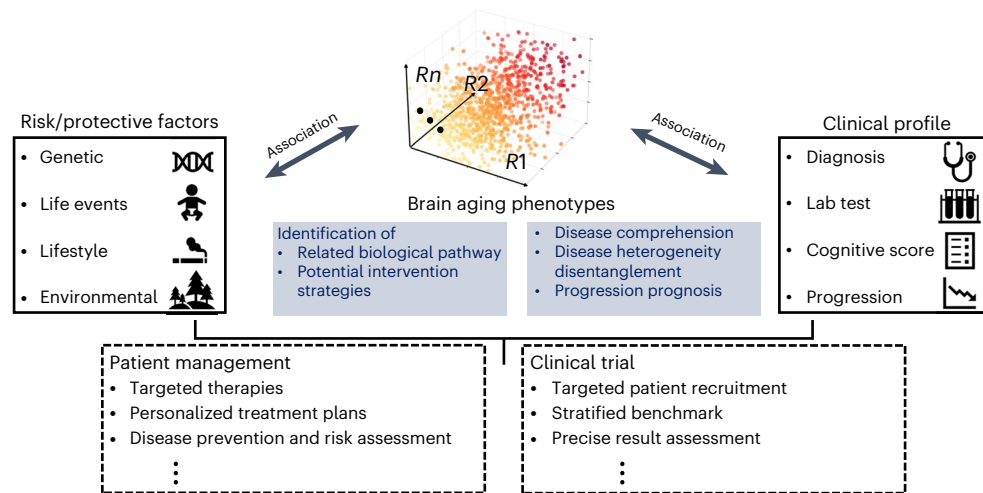 Rn
R2
R1
Association
Association
Brain aging phenotypes
Risk/protective factors
• Genetic
• Life events
• Lifestyle
• Environmental
Identification of
• Related biological pathway
• Potential intervention
strategies
• Disease comprehension
• Disease heterogeneity
disentanglement
• Progression prognosis
Clinical profile
• Diagnosis
• Lab test
• Cognitive score
• Progression
Patient management
• Targeted therapies
• Personalized treatment plans
• Disease prevention and risk assessment
Clinical trial
• Targeted patient recruitment
• Stratified benchmark
• Precise result assessment